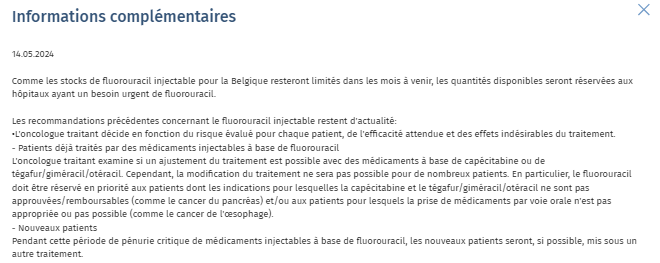 Informations complémentaires
14.05.2024
Comme les stocks de fluorouracil injectable pour la Belgique resteront limités dans les mois à venir, les quantités disponibles seront réservées aux
hôpitaux ayant un besoin urgent de fluorouracil.
Les recommandations précédentes concernant le fluorouracil injectable restent d'actualité:
•L'oncologue traitant décide en fonction du risque évalué pour chaque patient, de l'efficacité attendue et des effets indésirables du traitement.
- Patients déjà traités par des médicaments injectables à base de fluorouracil
L'oncologue traitant examine si un ajustement du traitement est possible avec des médicaments à base de capécitabine ou de
tégafur/giméracil/otéracil. Cependant, la modification du traitement ne sera pas possible pour de nombreux patients. En particulier, le fluorouracil
doit être réservé en priorité aux patients dont les indications pour lesquelles la capécitabine et le tégafur/giméracil/otéracil ne sont pas
approuvées/remboursables (comme le cancer du pancréas) et/ou aux patients pour lesquels la prise de médicaments par voie orale n'est pas
appropriée ou pas possible (comme le cancer de l'œsophage).
- Nouveaux patients
Pendant cette période de pénurie critique de médicaments injectables à base de fluorouracil, les nouveaux patients seront, si possible, mis sous un
autre traitement.